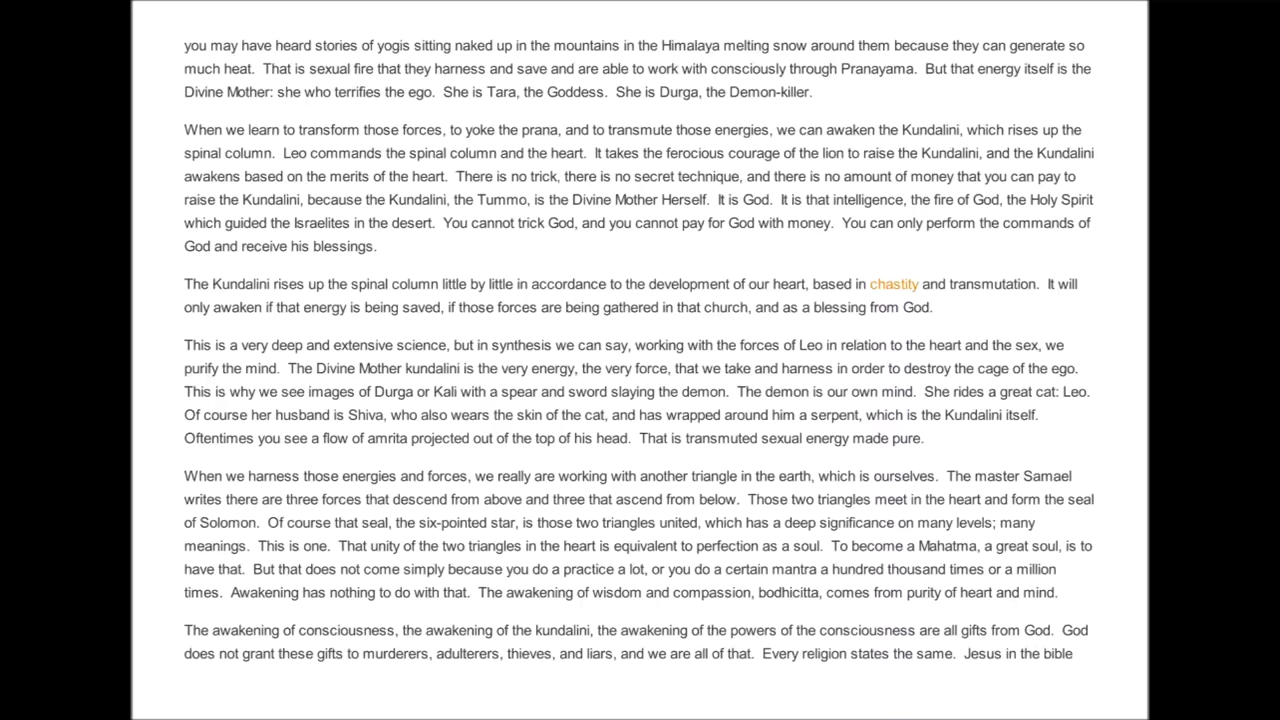 you may have heard stories of yogis sitting naked up in the mountains in the Himalaya melting snow around them because they can generate so
much heat.  That is sexual fire that they harness and save and are able to work with consciously through Pranayama.  But that energy itself is the
Divine Mother: she who terrifies the ego.  She is Tara, the Goddess.  She is Durga, the Demon-killer.
When we learn to transform those forces, to yoke the prana, and to transmute those energies, we can awaken the Kundalini, which rises up the
spinal column.  Leo commands the spinal column and the heart.  It takes the ferocious courage of the lion to raise the Kundalini, and the Kundalini
awakens based on the merits of the heart.  There is no trick, there is no secret technique, and there is no amount of money that you can pay to
raise the Kundalini, because the Kundalini, the Tummo, is the Divine Mother Herself.  It is God.  It is that intelligence, the fire of God, the Holy Spirit
which guided the Israelites in the desert.  You cannot trick God, and you cannot pay for God with money.  You can only perform the commands of
God and receive his blessings.
The Kundalini rises up the spinal column little by little in accordance to the development of our heart, based in chastity and transmutation.  It will
only awaken if that energy is being saved, if those forces are being gathered in that church, and as a blessing from God.
This is a very deep and extensive science, but in synthesis we can say, working with the forces of Leo in relation to the heart and the sex, we
purify the mind.  The Divine Mother kundalini is the very energy, the very force, that we take and harness in order to destroy the cage of the ego.
This is why we see images of Durga or Kali with a spear and sword slaying the demon.  The demon is our own mind.  She rides a great cat: Leo.
Of course her husband is Shiva, who also wears the skin of the cat, and has wrapped around him a serpent, which is the Kundalini itself.
Oftentimes you see a flow of amrita projected out of the top of his head.  That is transmuted sexual energy made pure.
When we harness those energies and forces, we really are working with another triangle in the earth, which is ourselves.  The master Samael
writes there are three forces that descend from above and three that ascend from below.  Those two triangles meet in the heart and form the seal
of Solomon.  Of course that seal, the six-pointed star, is those two triangles united, which has a deep significance on many levels; many
meanings.  This is one.  That unity of the two triangles in the heart is equivalent to perfection as a soul.  To become a Mahatma, a great soul, is to
have that.  But that does not come simply because you do a practice a lot, or you do a certain mantra a hundred thousand times or a million
times.  Awakening has nothing to do with that.  The awakening of wisdom and compassion, bodhicitta, comes from purity of heart and mind.
The awakening of consciousness, the awakening of the kundalini, the awakening of the powers of the consciousness are all gifts from God.  God
does not grant these gifts to murderers, adulterers, thieves, and liars, and we are all of that.  Every religion states the same.  Jesus in the bible